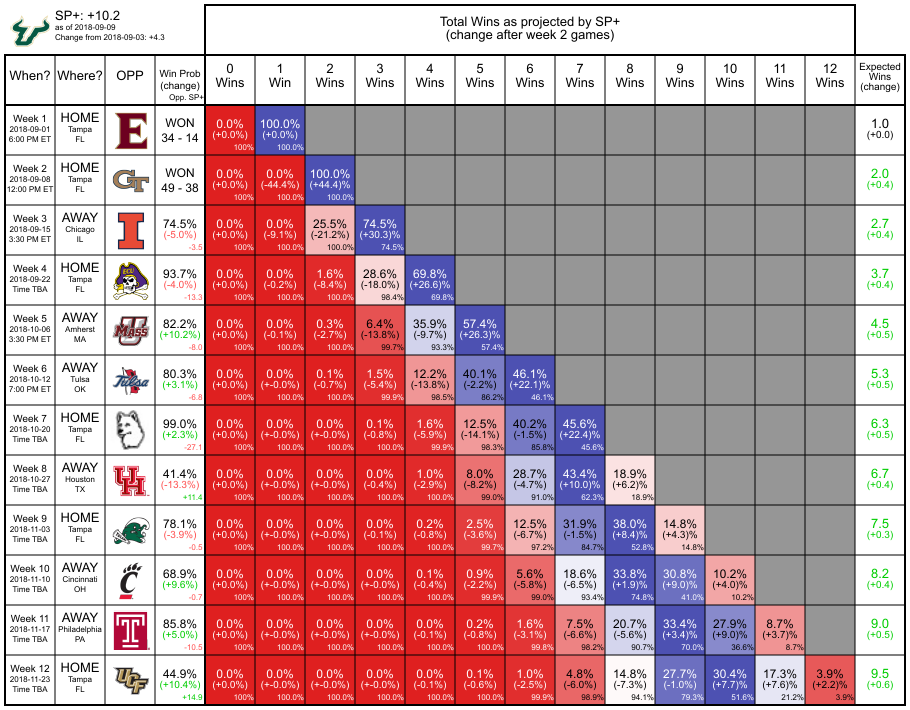 SP+: +10.2
as of 2018-09-09
Change from 2018-09-03: +4.3
Total Wins as projected by SP+
(change after week 2 games)
When? Where? OPP Win Prob (change) Opp. SP+ 0 Wins 1 Win 2 Wins 3 Wins 4 Wins 5 Wins 6 Wins 7 Wins 8 Wins 9 Wins 10 Wins 11 Wins 12 Wins Expected Wins (change)
Week 1 HOME E WON 0.0% 100.0% 1.0
2018-09-01 Tampa 34 - 14 (+0.0%) (+0.0%) (+0.0)
6:00 PM ET FL 100% 100.0%
Week 2 HOME GT WON 0.0% 0.0% 100.0% 2.0
2018-09-08 Tampa 49 - 38 (+0.0%) (-44.4%) (+44.4)% (+0.4)
12:00 PM ET FL 100% 100.0% 100.0%
Week 3 AWAY I 74.5% 0.0% 0.0% 25.5% 74.5% 2.7
2018-09-15 Chicago (-5.0%) (+0.0%) (-9.1%) (-21.2%) (+30.3)% (+0.4)
3:30 PM ET IL -3.5 100% 100.0% 100.0% 74.5%
Week 4 HOME ECU 93.7% 0.0% 0.0% 1.6% 28.6% 69.8% 3.7
2018-09-22 Tampa (-4.0%) (+0.0%) (-0.2%) (-8.4%) (-18.0%) (+26.6)% (+0.4)
Time TBA FL -13.3 100% 100.0% 100.0% 98.4% 69.8%
Week 5 AWAY MASS 82.2% 0.0% 0.0% 0.3% 6.4% 35.9% 57.4% 4.5
2018-10-06 Amherst (+10.2%) (+0.0%) (-0.1%) (-2.7%) (-13.8%) (-9.7%) (+26.3)% (+0.5)
3:30 PM ET MA -8.0 100% 100.0% 100.0% 99.7% 93.3% 57.4%
Week 6 AWAY Tulsa 80.3% 0.0% 0.0% 0.1% 1.5% 12.2% 40.1% 46.1% 5.3
2018-10-12 Tulsa (+3.1%) (+0.0%) (+-0.0%) (-0.7%) (-5.4%) (-13.8%) (-2.2%) (+22.1)% (+0.5)
7:00 PM ET OK -6.8 100% 100.0% 100.0% 99.9% 98.5% 86.2% 46.1%
Week 7 HOME 99.0% 0.0% 0.0% 0.0% 0.1% 1.6% 12.5% 40.2% 45.6% 6.3
2018-10-20 Tampa (+2.3%) (+0.0%) (+-0.0%) (+-0.0%) (-0.8%) (-5.9%) (-14.1%) (-1.5%) (+22.4)% (+0.5)
Time TBA FL -27.1 100% 100.0% 100.0% 100.0% 99.9% 98.3% 85.8% 45.6%
Week 8 AWAY UH 41.4% 0.0% 0.0% 0.0% 0.0% 1.0% 8.0% 28.7% 43.4% 18.9% 6.7
2018-10-27 Houston (-13.3%) (+0.0%) (+-0.0%) (+-0.0%) (-0.4%) (-2.9%) (-8.2%) (-4.7%) (+10.0)% (+6.2)% (+0.4)
Time TBA TX +11.4 100% 100.0% 100.0% 100.0% 100.0% 99.0% 91.0% 62.3% 18.9%
Week 9 HOME 78.1% 0.0% 0.0% 0.0% 0.0% 0.2% 2.5% 12.5% 31.9% 38.0% 14.8% 7.5
2018-11-03 Tampa (-3.9%) (+0.0%) (+-0.0%) (+-0.0%) (-0.1%) (-0.8%) (-3.6%) (-6.7%) (-1.5%) (+8.4)% (+4.3)% (+0.3)
Time TBA FL -0.5 100% 100.0% 100.0% 100.0% 100.0% 99.7% 97.2% 84.7% 52.8% 14.8%
Week 10 AWAY C 68.9% 0.0% 0.0% 0.0% 0.0% 0.1% 0.9% 5.6% 18.6% 33.8% 30.8% 10.2% 8.2
2018-11-10 Cincinnati (+9.6%) (+0.0%) (+-0.0%) (+-0.0%) (+-0.0%) (-0.4%) (-2.2%) (-5.8%) (-6.5%) (+1.9)% (+9.0)% (+4.0)% (+0.4)
Time TBA OH -0.7 100% 100.0% 100.0% 100.0% 100.0% 99.9% 99.0% 93.4% 74.8% 41.0% 10.2%
Week 11 AWAY T 85.8% 0.0% 0.0% 0.0% 0.0% 0.0% 0.2% 1.6% 7.5% 20.7% 33.4% 27.9% 8.7% 9.0
2018-11-17 Philadelphia (+5.0%) (+0.0%) (+-0.0%) (+-0.0%) (+-0.0%) (-0.1%) (-0.8%) (-3.1%) (-6.6%) (-5.6%) (+3.4)% (+9.0)% (+3.7)% (+0.5)
Time TBA PA -10.5 100% 100.0% 100.0% 100.0% 100.0% 100.0% 99.8% 98.2% 90.7% 70.0% 36.6% 8.7%
Week 12 HOME UCF 44.9% 0.0% 0.0% 0.0% 0.0% 0.0% 0.1% 1.0% 4.8% 14.8% 27.7% 30.4% 17.3% 3.9% 9.5
2018-11-23 Tampa (+10.4%) (+0.0%) (+-0.0%) (+-0.0%) (+-0.0%) (-0.1%) (-0.6%) (-2.5%) (-6.0%) (-7.3%) (-1.0%) (+7.7)% (+7.6)% (+2.2)% (+0.6)
Time TBA FL +14.9 100% 100.0% 100.0% 100.0% 100.0% 100.0% 99.9% 98.9% 94.1% 79.3% 51.6% 21.2% 3.9%